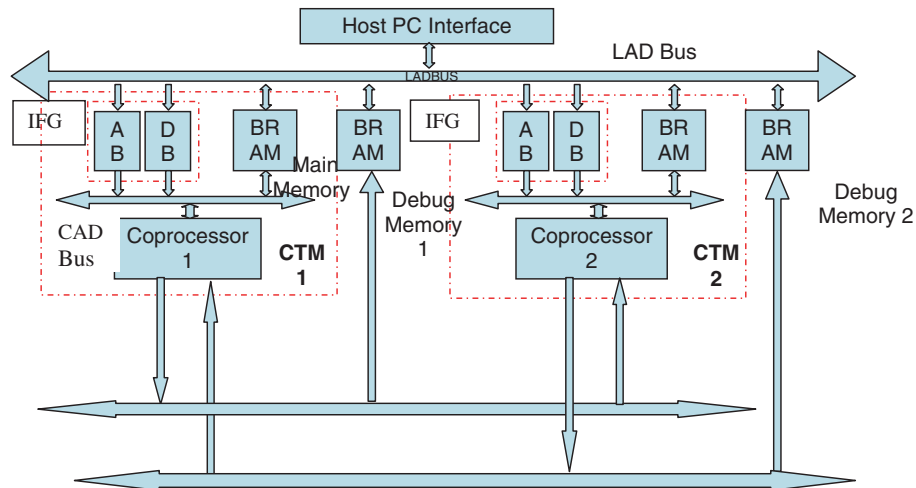 Host PC Interface
LAD Bus
LADBUS
IFG
A
B
D
B
BR
AM
BR
AM
IFG
A
B
D
B
BR
AM
BR
AM
Main
Memory
Debug
Memory
1
Debug
Memory 2
CAD
Bus
Coprocessor
1
CTM
1
Coprocessor
2
CTM
2